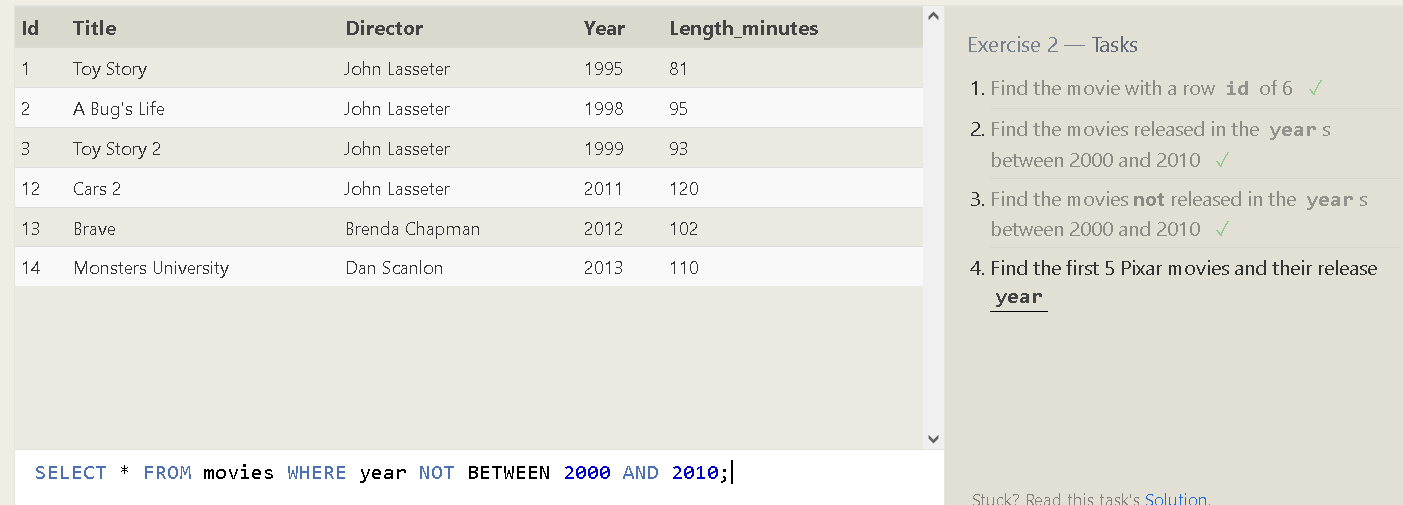 Id Title Director Year Length_minutes
1 Toy Story John Lasseter 1995 81
2 A Bug's Life John Lasseter 1998 95
3 Toy Story 2 John Lasseter 1999 93
12 Cars 2 John Lasseter 2011 120
13 Brave Brenda Chapman 2012 102
14 Monsters University Dan Scanlon 2013 110
SELECT * FROM movies WHERE year NOT BETWEEN 2000 AND 2010;
Exercise 2 — Tasks
1. Find the movie with a row id of 6 ✓
2. Find the movies released in the year s
between 2000 and 2010 ✓
3. Find the movies not released in the year s
between 2000 and 2010 ✓
4. Find the first 5 Pixar movies and their release
year
Stuck? Read this task's Solution.